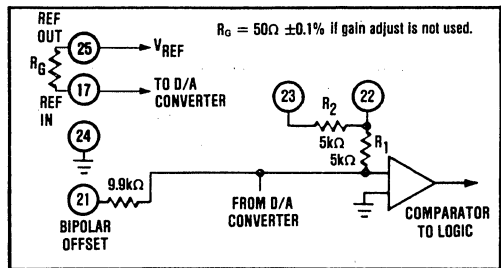 REF OUT
25
V_REF
R_G = 50Ω ±0.1% if gain adjust is not used.
R_G
17
TO D/A CONVERTER
REF IN
24
23
R_2
22
5kΩ
R_1
5kΩ
21
9.9kΩ
BIPOLAR OFFSET
FROM D/A CONVERTER
COMPARATOR TO LOGIC